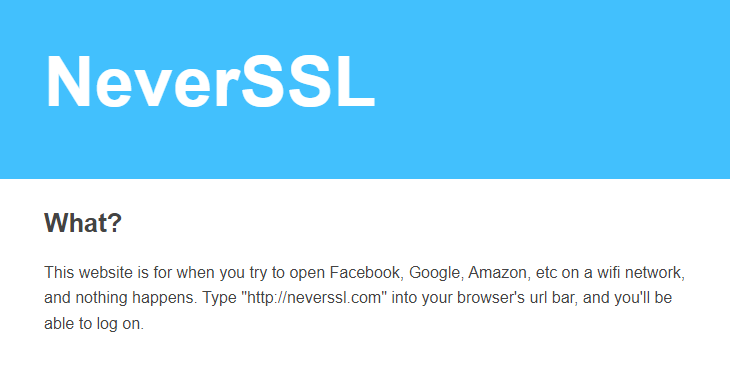 NeverSSL
What?
This website is for when you try to open Facebook, Google, Amazon, etc on a wifi network,
and nothing happens. Type "http://neverssl.com" into your browser's url bar, and you'll be
able to log on.